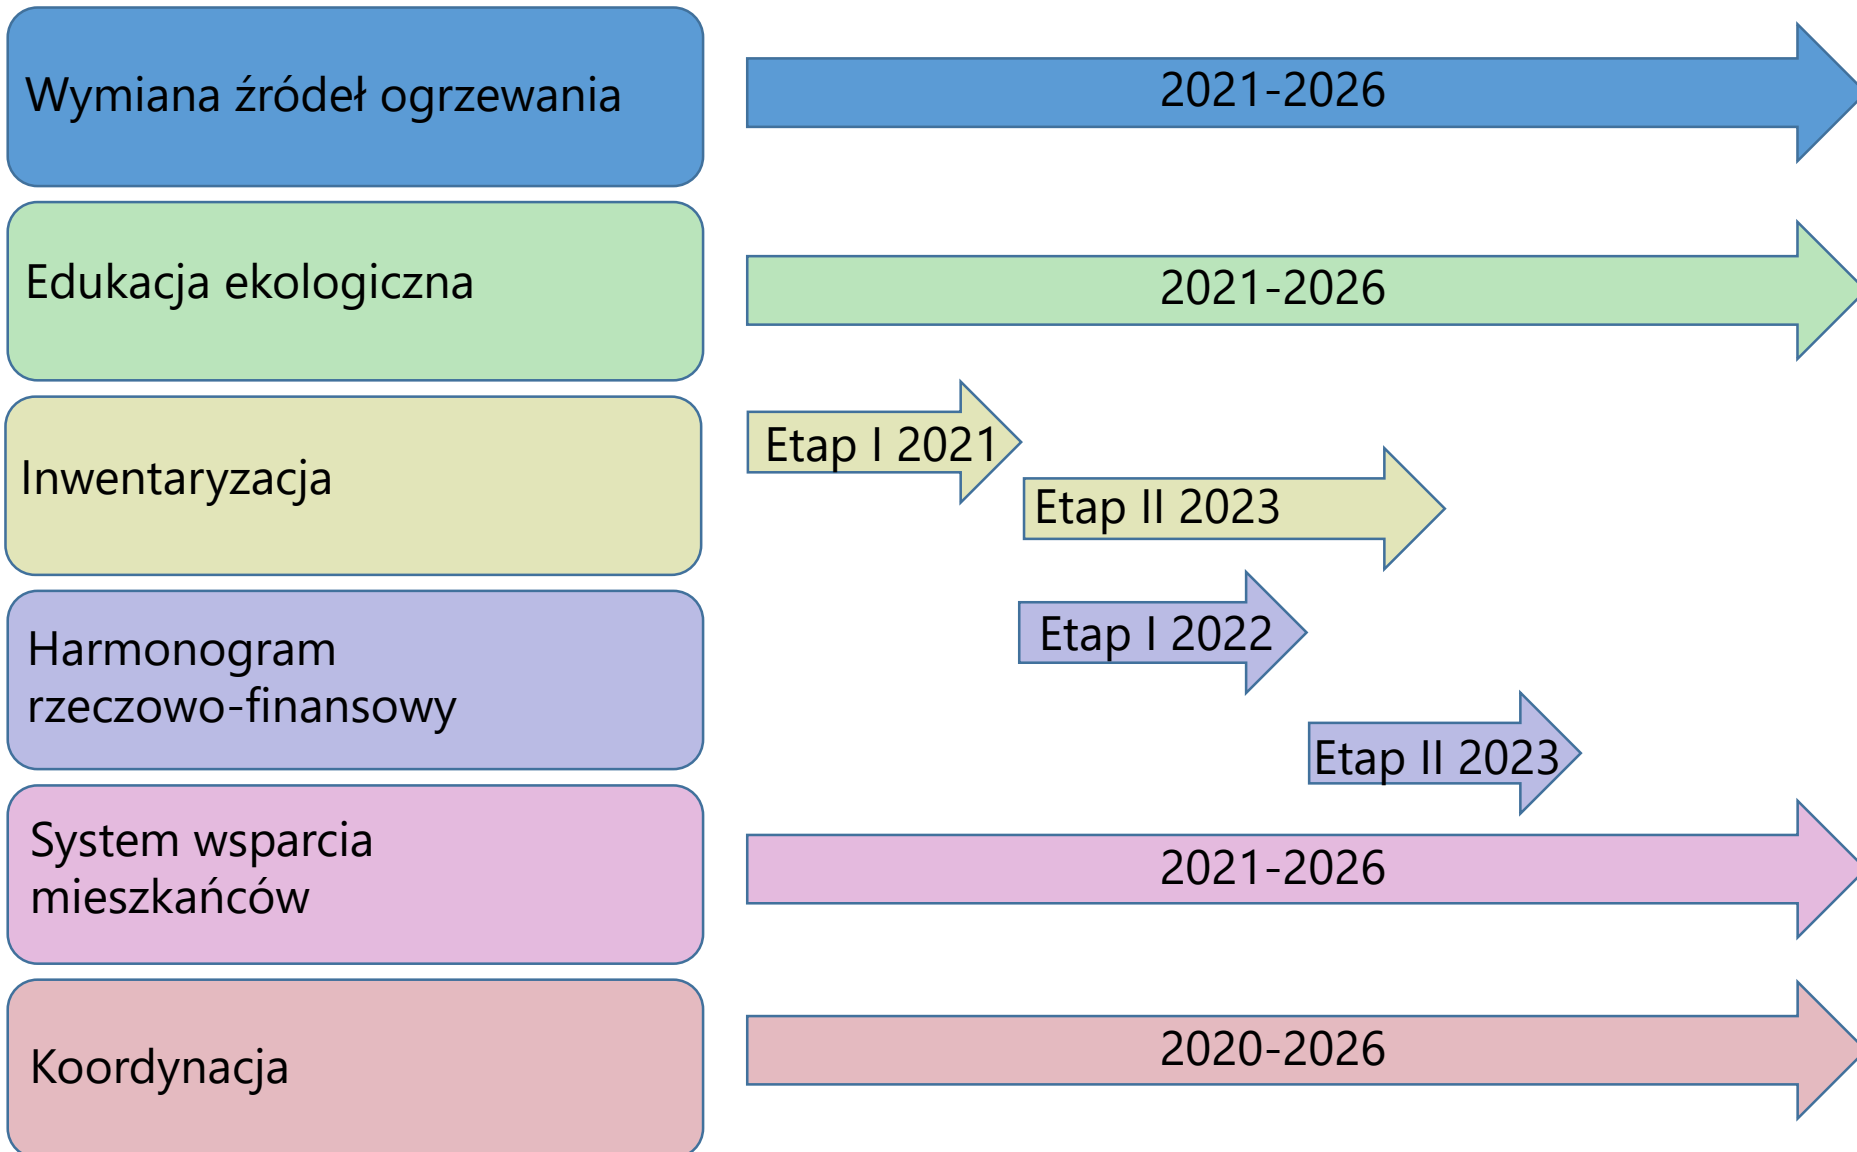 Wymiana źródeł ogrzewania
2021-2026
Edukacja ekologiczna
2021-2026
Inwentaryzacja
Etap I 2021
Etap II 2023
Harmonogram
rzeczowo-finansowy
Etap I 2022
Etap II 2023
System wsparcia
mieszkańców
2021-2026
Koordynacja
2020-2026